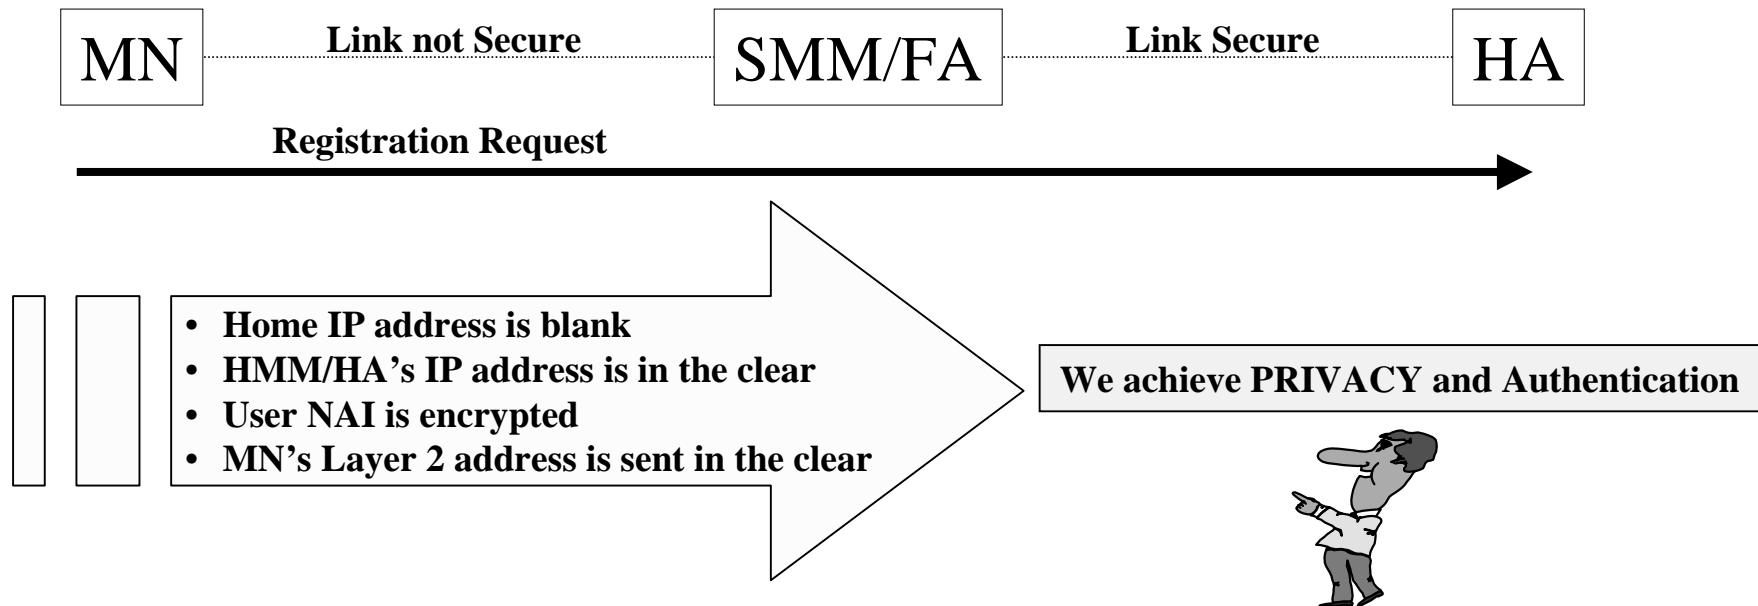 MN
Link not Secure
SMM/FA
Link Secure
HA
Registration Request
• Home IP address is blank
• HMM/HA’s IP address is in the clear
• User NAI is encrypted
• MN’s Layer 2 address is sent in the clear
We achieve PRIVACY and Authentication